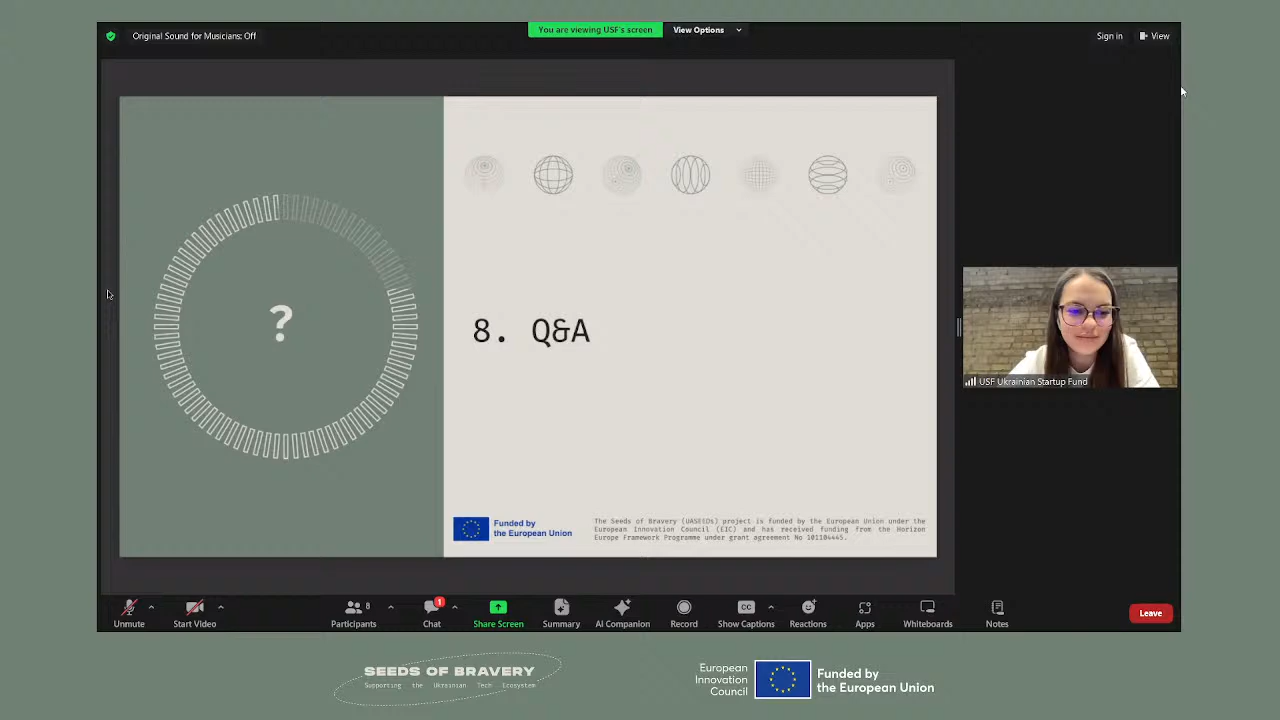 Original Sound for Musicians: Off
You are viewing USF's screen
View Options
Sign in
View
?
8. Q&A
Funded by
the European Union
The Seeds of Bravery (UASEEDs) project is funded by the European Union under the
European Innovation Council (EIC) and has received funding from the Horizon
Europe Framework Programme under grant agreement No 101104445.
USF Ukrainian Startup Fund
Unmute
Start Video
8
Participants
1
Chat
Share Screen
Summary
AI Companion
Record
CC
Show Captions
Reactions
Apps
Whiteboards
Notes
Leave
SEEDS OF BRAVERY
Supporting the Ukrainian Tech Ecosystem
European
Innovation
Council
Funded by
the European Union